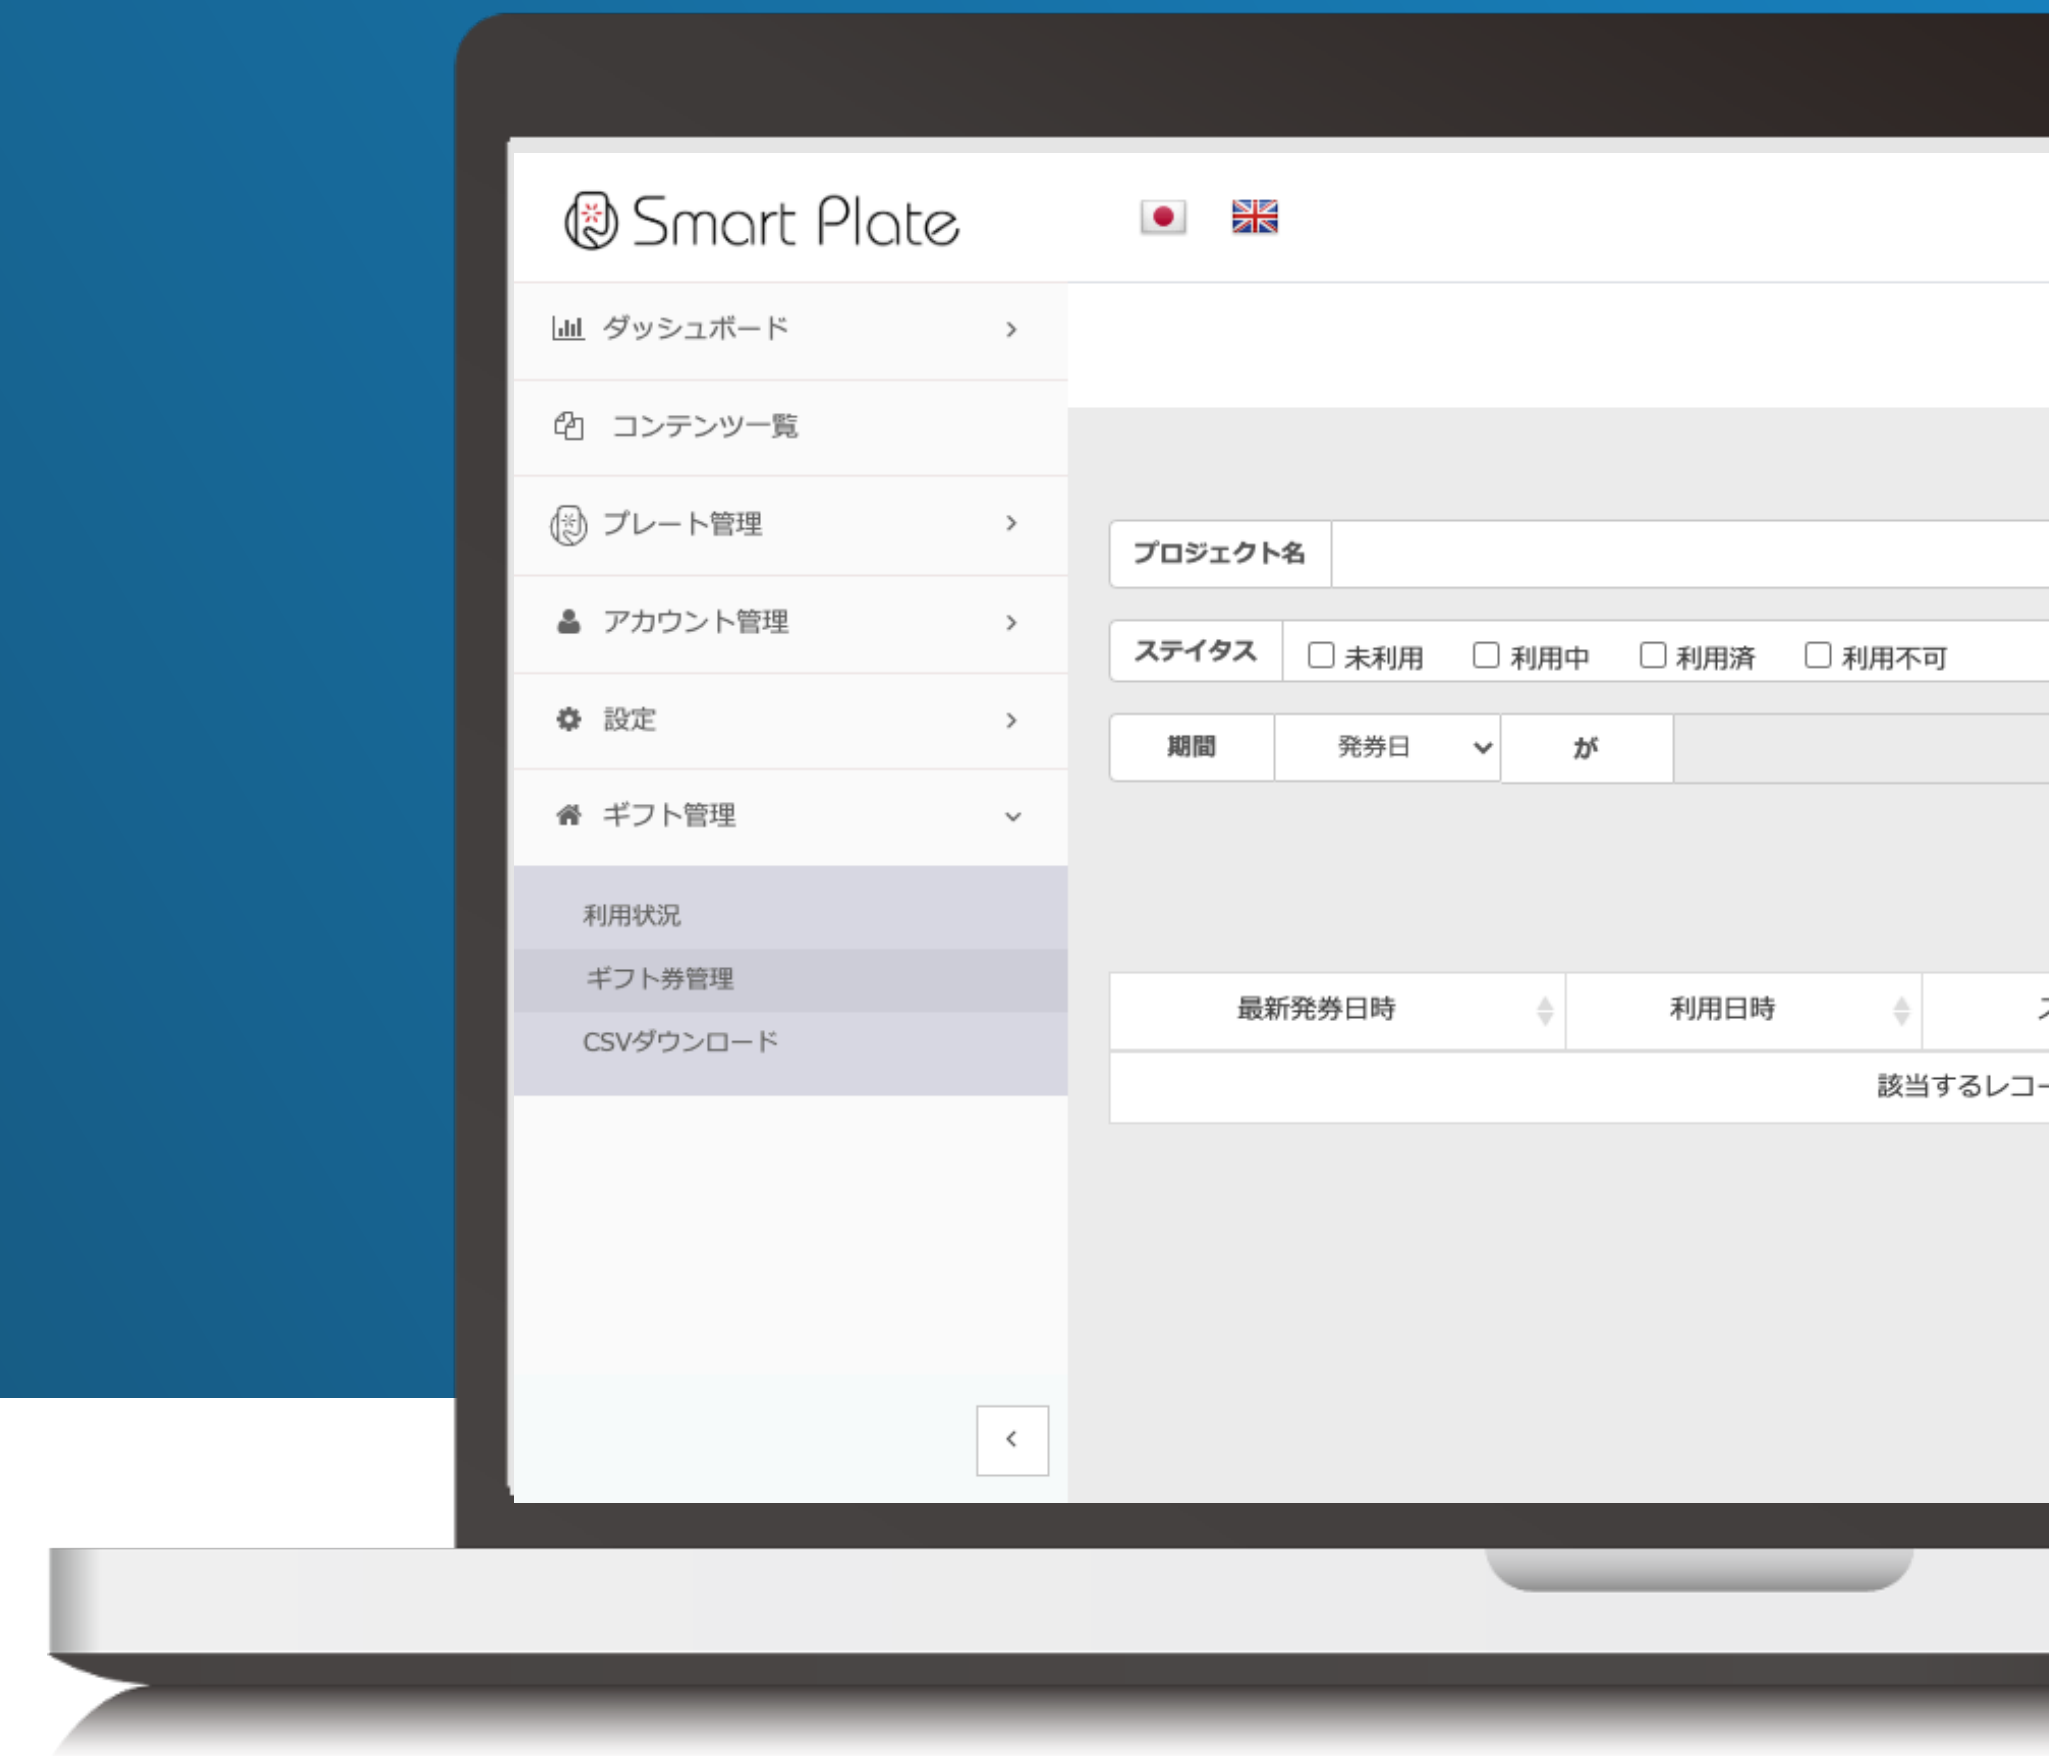 Smart Plate
ダッシュボード
コンテンツ一覧
プレート管理
アカウント管理
設定
ギフト管理
利用状況
ギフト券管理
CSVダウンロード
プロジェクト名
ステイタス 未利用 利用中 利用済 利用不可
期間 発券日 が
最新発券日時 利用日時
該当するレコー